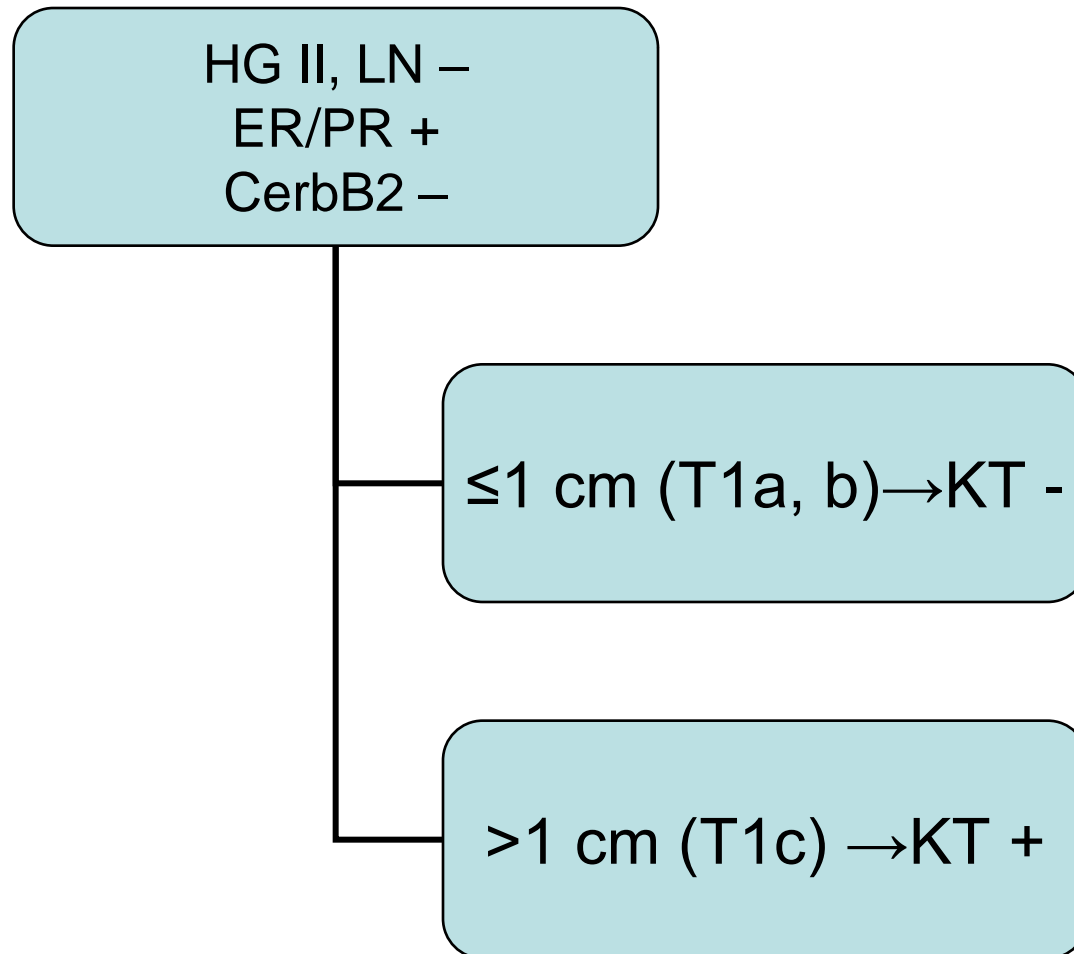 HG II, LN –
ER/PR +
CerbB2 –
≤1 cm (T1a, b)→KT -
>1 cm (T1c) →KT +